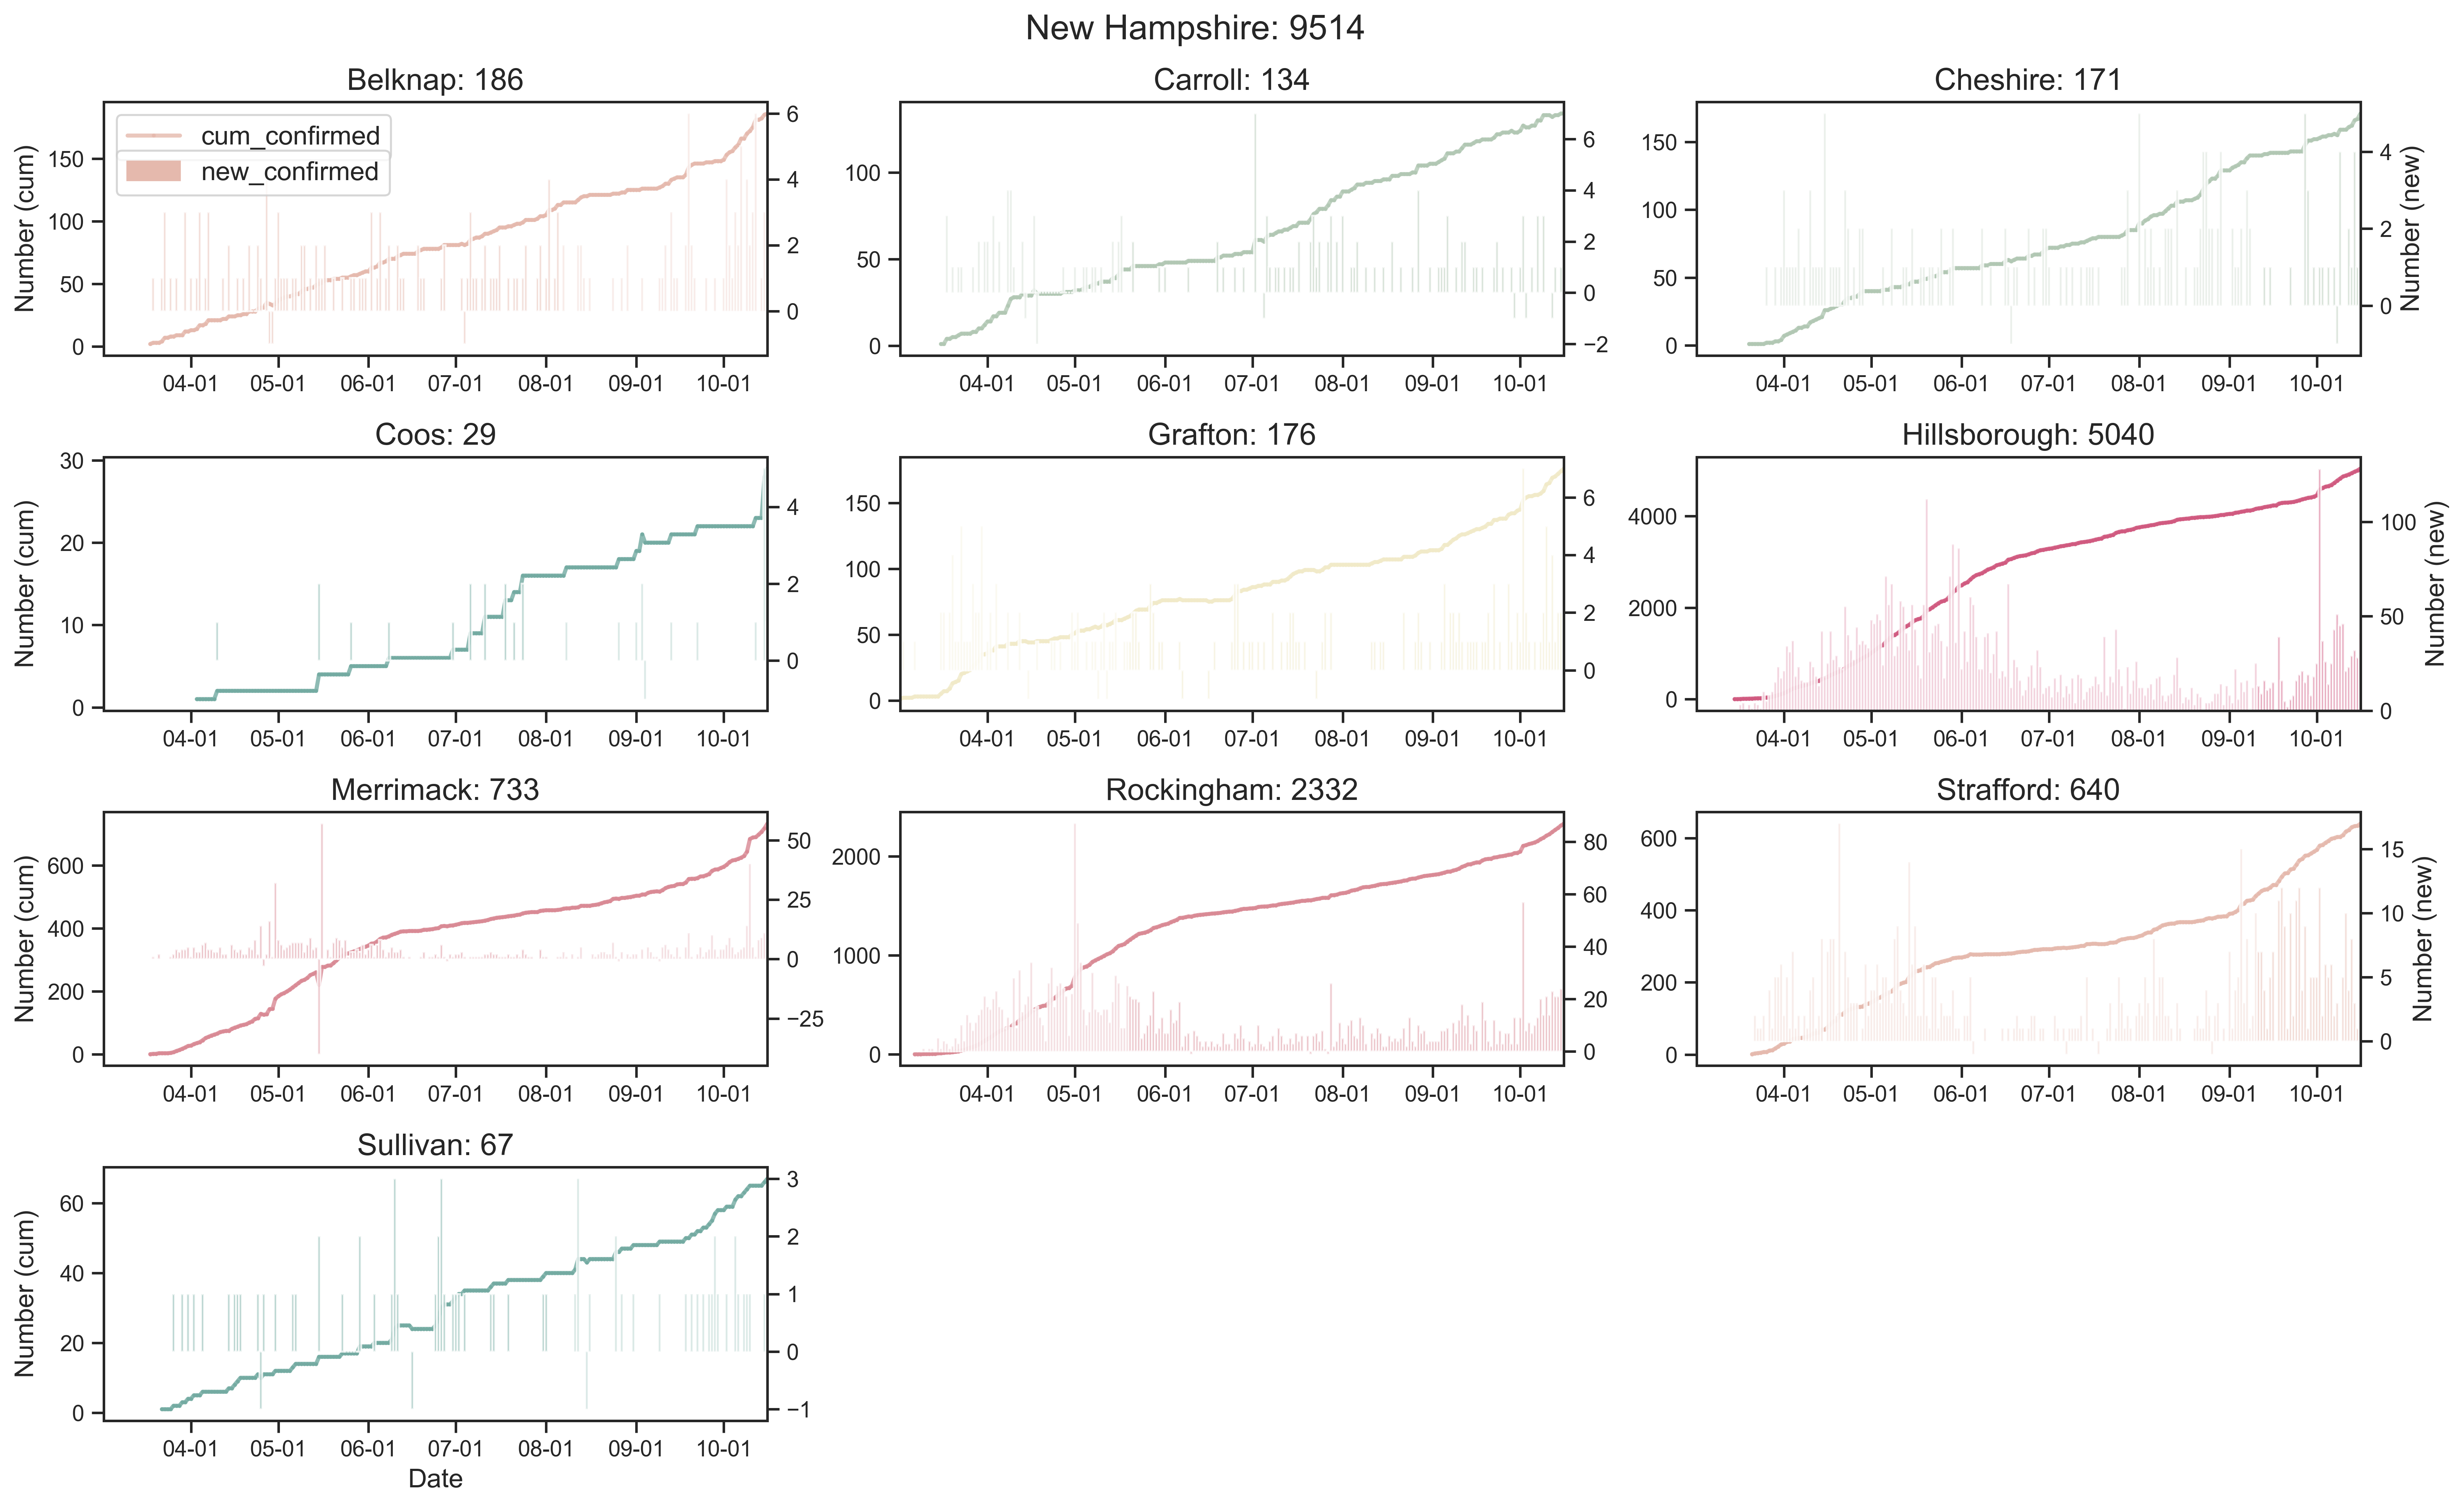 New Hampshire: 9514
Belknap: 186
Number (cum)
150
100
50
0
cum_confirmed
new_confirmed
6
4
2
0
04-01 05-01 06-01 07-01 08-01 09-01 10-01
Carroll: 134
100
50
0
6
4
2
0
−2
04-01 05-01 06-01 07-01 08-01 09-01 10-01
Cheshire: 171
150
100
50
0
4
2
0
Number (new)
04-01 05-01 06-01 07-01 08-01 09-01 10-01
Coos: 29
Number (cum)
30
20
10
0
4
2
0
04-01 05-01 06-01 07-01 08-01 09-01 10-01
Grafton: 176
150
100
50
0
6
4
2
0
04-01 05-01 06-01 07-01 08-01 09-01 10-01
Hillsborough: 5040
4000
2000
0
100
50
0
Number (new)
04-01 05-01 06-01 07-01 08-01 09-01 10-01
Merrimack: 733
Number (cum)
600
400
200
0
50
25
0
−25
04-01 05-01 06-01 07-01 08-01 09-01 10-01
Rockingham: 2332
2000
1000
0
80
60
40
20
0
04-01 05-01 06-01 07-01 08-01 09-01 10-01
Strafford: 640
600
400
200
0
15
10
5
0
Number (new)
04-01 05-01 06-01 07-01 08-01 09-01 10-01
Sullivan: 67
Number (cum)
60
40
20
0
3
2
1
0
−1
04-01 05-01 06-01 07-01 08-01 09-01 10-01
Date